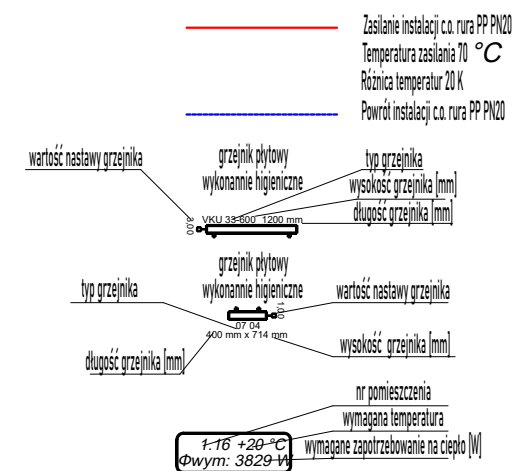 Zasilanie instalacji c.o. rura PP PN20
Temperatura zasilania 70 °C
Różnica temperatur 20 K
Powrót instalacji c.o. rura PP PN20
wartość nastawy grzejnika
grzejnik płytowy
wykonannie higieniczne
typ grzejnika
wysokość grzejnika [mm]
długość grzejnika [mm]
3,00
VKU 33-600 1200 mm
grzejnik płytowy
wykonannie higieniczne
typ grzejnika
wartość nastawy grzejnika
1,00
07 04
400 mm x 714 mm
wysokość grzejnika [mm]
długość grzejnika [mm]
nr pomieszczenia
wymagana temperatura
wymagane zapotrzebowanie na ciepło [W]
1.16 +20 °C
Φwym: 3829 W